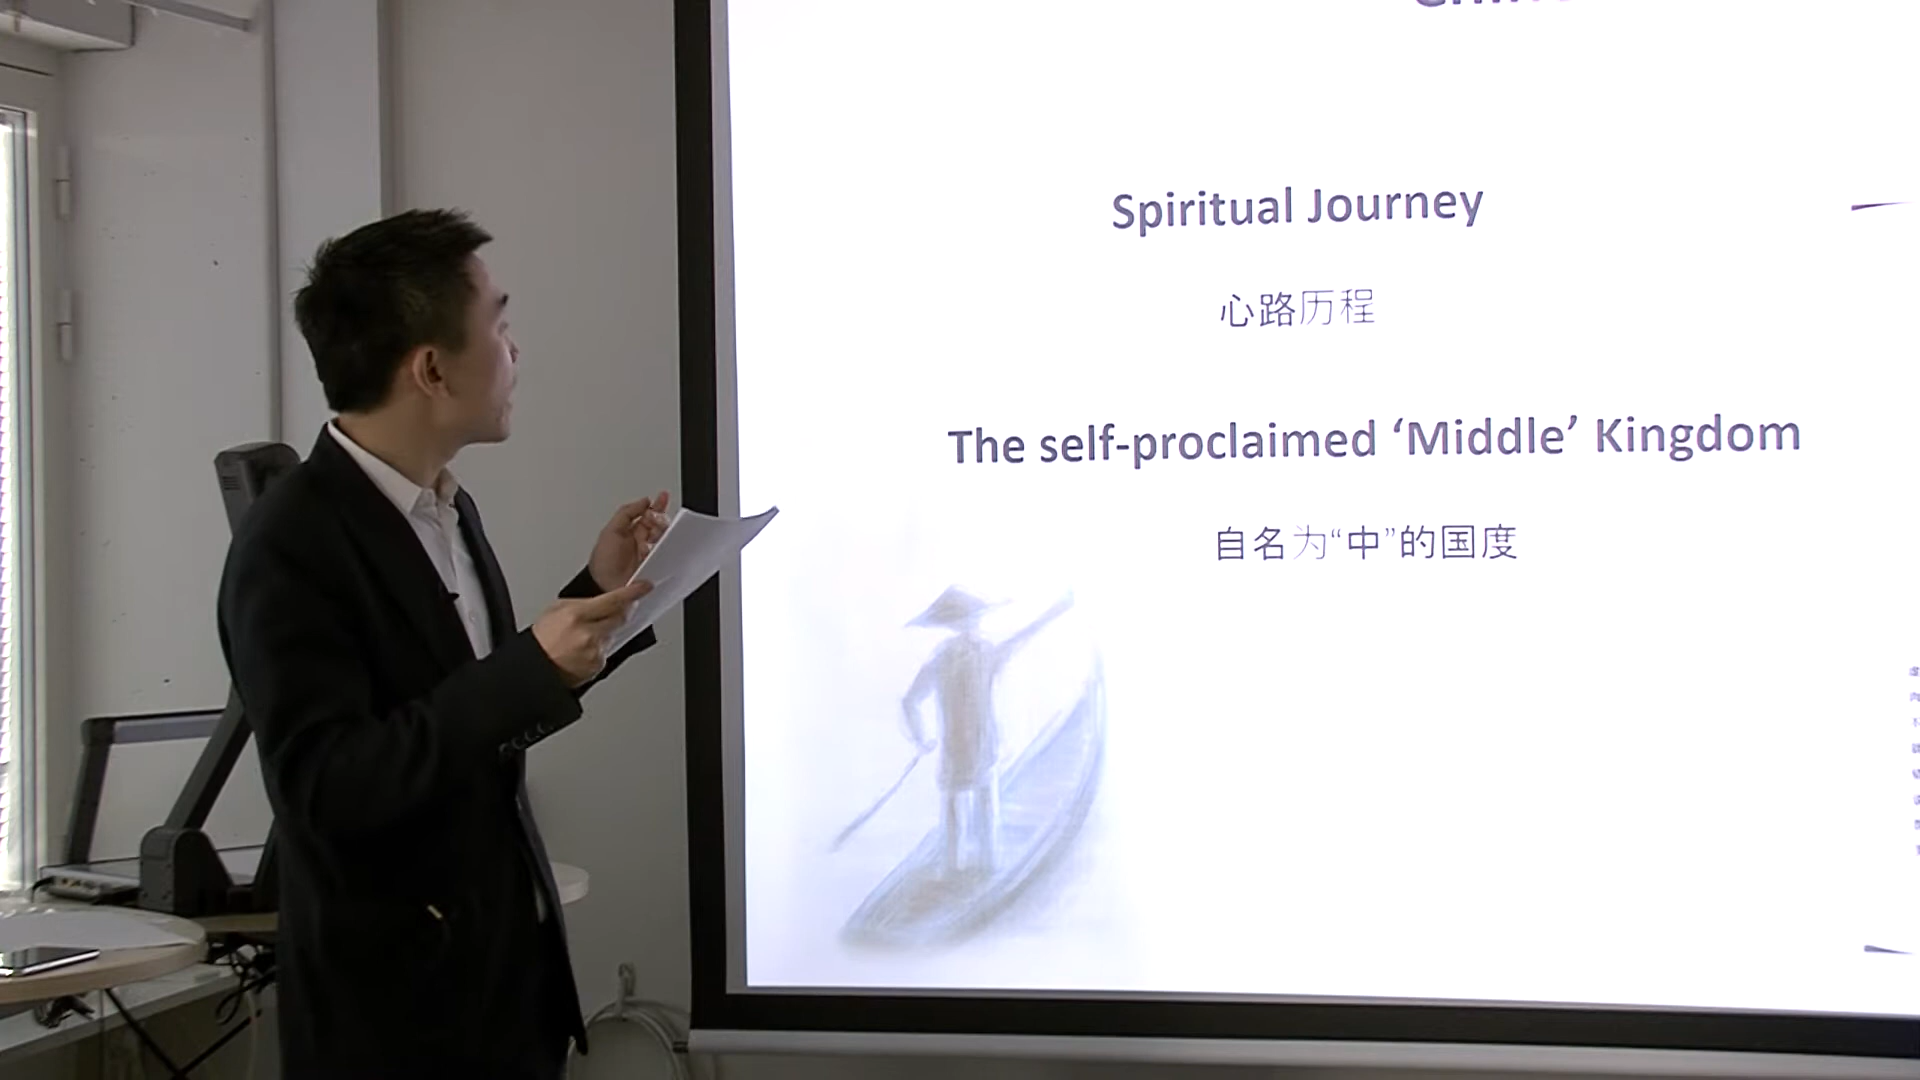 Spiritual Journey
心路历程
The self-proclaimed ‘Middle’ Kingdom
自名为“中”的国度